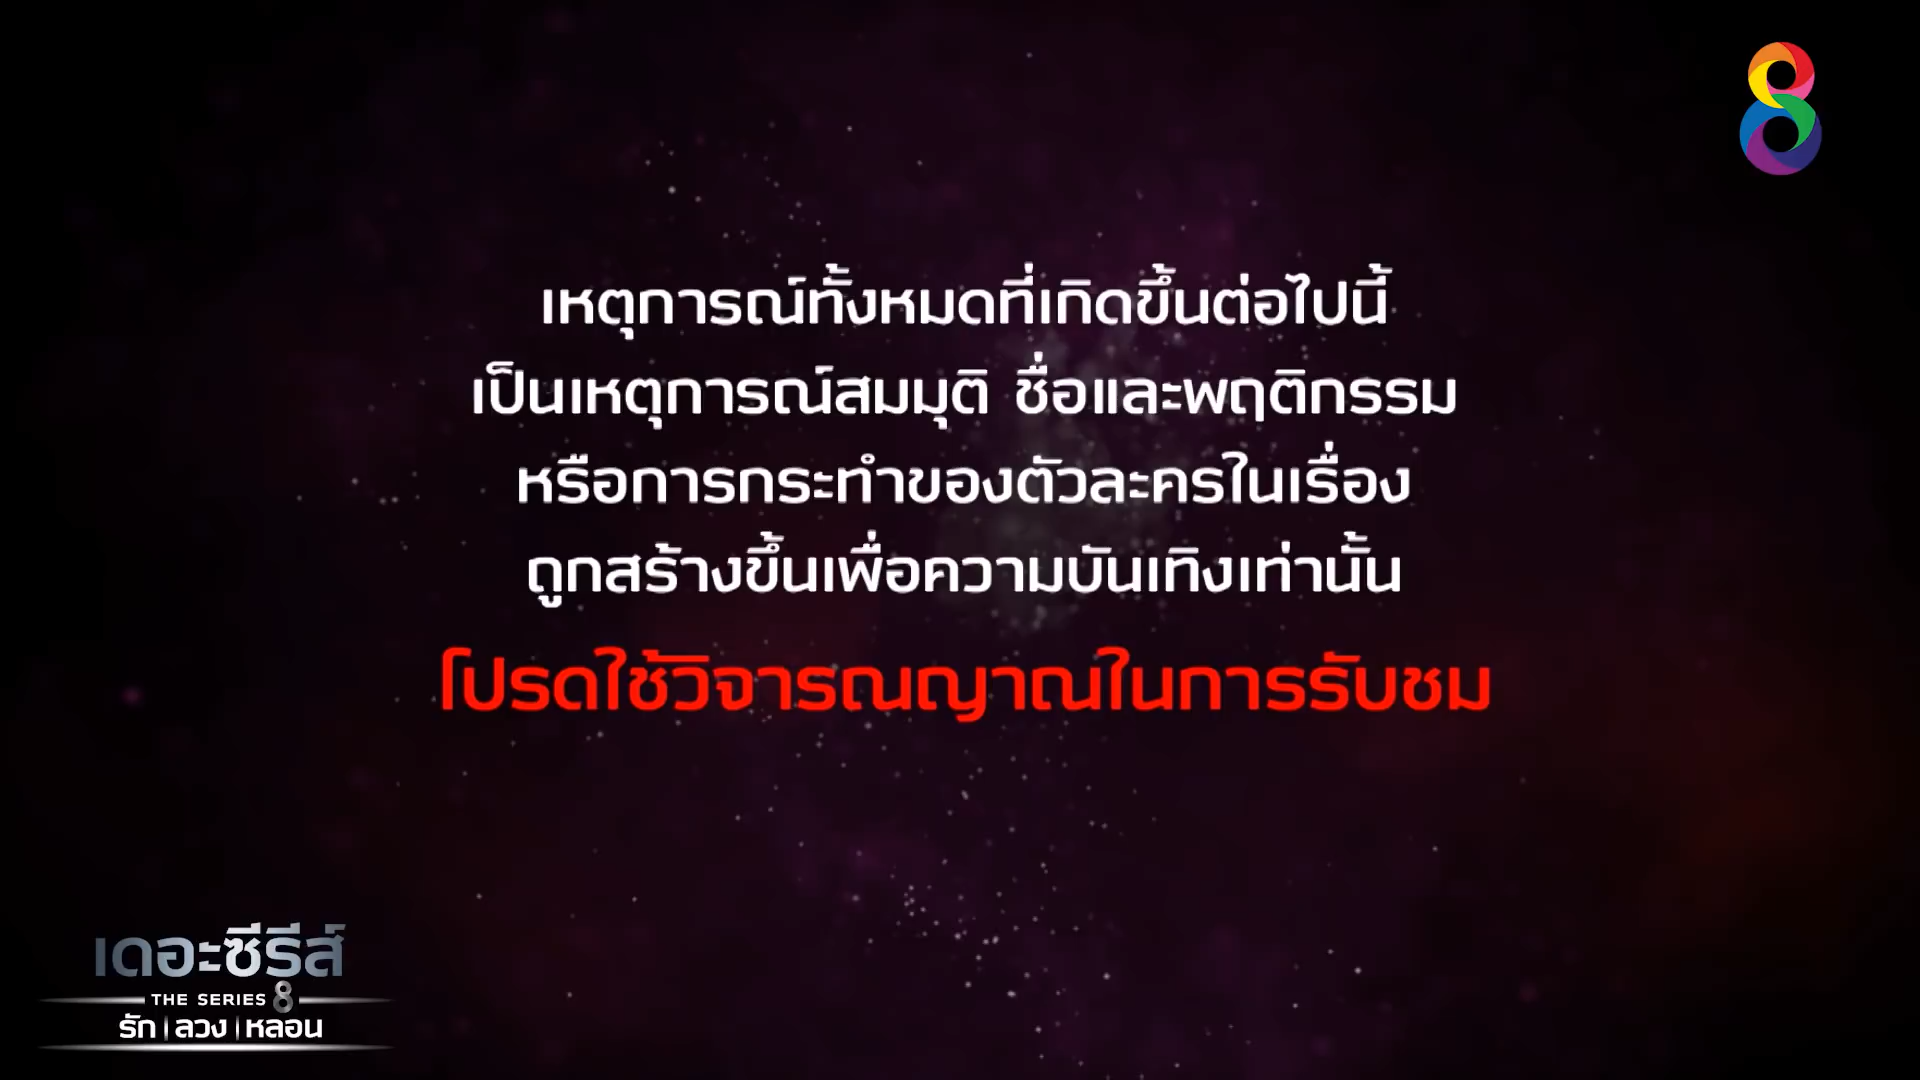 เหตุการณ์ทั้งหมดที่เกิดขึ้นต่อไปนี้
เป็นเหตุการณ์สมมุติ ชื่อและพฤติกรรม
หรือการกระทำของตัวละครในเรื่อง
ถูกสร้างขึ้นเพื่อความบันเทิงเท่านั้น
โปรดใช้วิจารณญาณในการรับชม
เดอะซีรีส์
THE SERIES 8
รัก | ลวง | หลอน
8